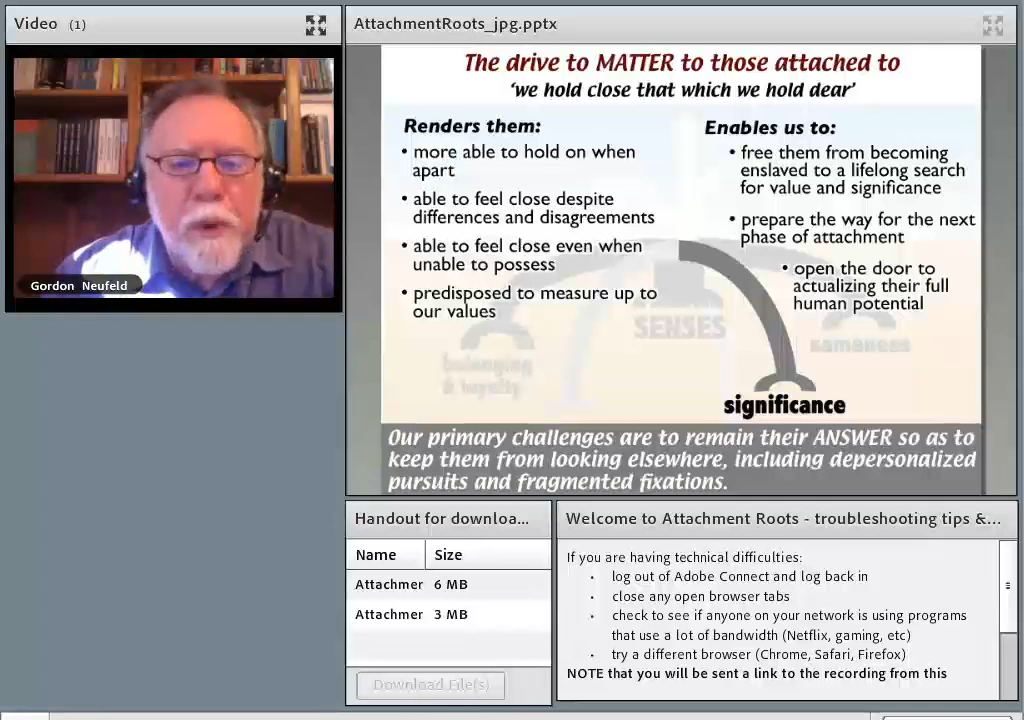 Video (1)
Gordon Neufeld
AttachmentRoots_jpg.pptx
The drive to MATTER to those attached to
‘we hold close that which we hold dear’
Renders them:
• more able to hold on when
apart
• able to feel close despite
differences and disagreements
• able to feel close even when
unable to possess
• predisposed to measure up to
our values
Enables us to:
• free them from becoming
enslaved to a lifelong search
for value and significance
• prepare the way for the next
phase of attachment
• open the door to
actualizing their full
human potential
SENSES
belonging
& loyalty
sameness
significance
Our primary challenges are to remain their ANSWER so as to
keep them from looking elsewhere, including depersonalized
pursuits and fragmented fixations.
Handout for downloa...
Name Size
Attachmer 6 MB
Attachmer 3 MB
Download File(s)
Welcome to Attachment Roots - troubleshooting tips &...
If you are having technical difficulties:
• log out of Adobe Connect and log back in
• close any open browser tabs
• check to see if anyone on your network is using programs
that use a lot of bandwidth (Netflix, gaming, etc)
• try a different browser (Chrome, Safari, Firefox)
NOTE that you will be sent a link to the recording from this